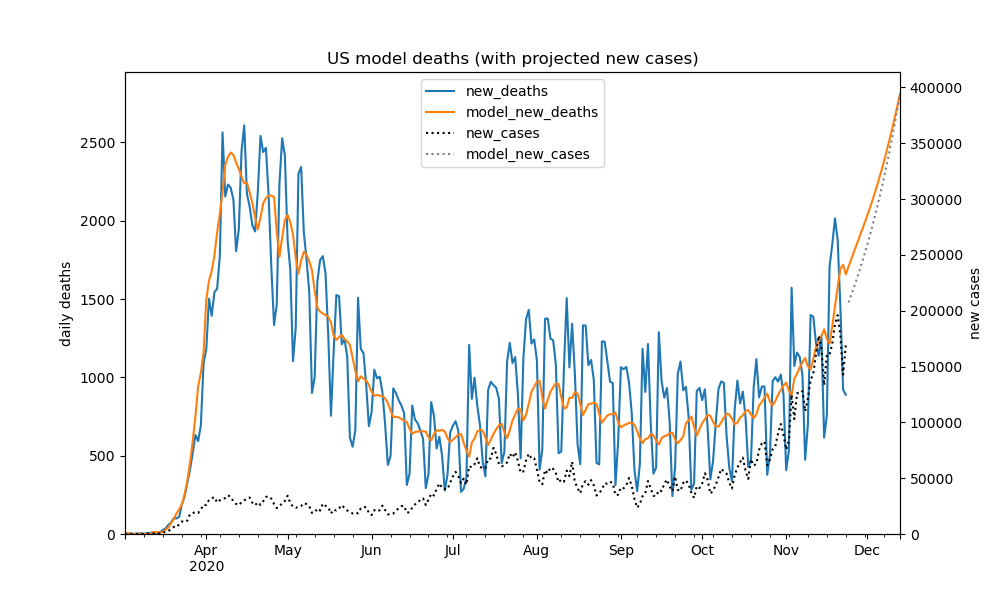 US model deaths (with projected new cases)
new_deaths
model_new_deaths
new_cases
model_new_cases
daily deaths
2500
2000
1500
1000
500
0
400000
350000
300000
250000
200000
150000
100000
50000
0
new cases
Apr
2020
May
Jun
Jul
Aug
Sep
Oct
Nov
Dec